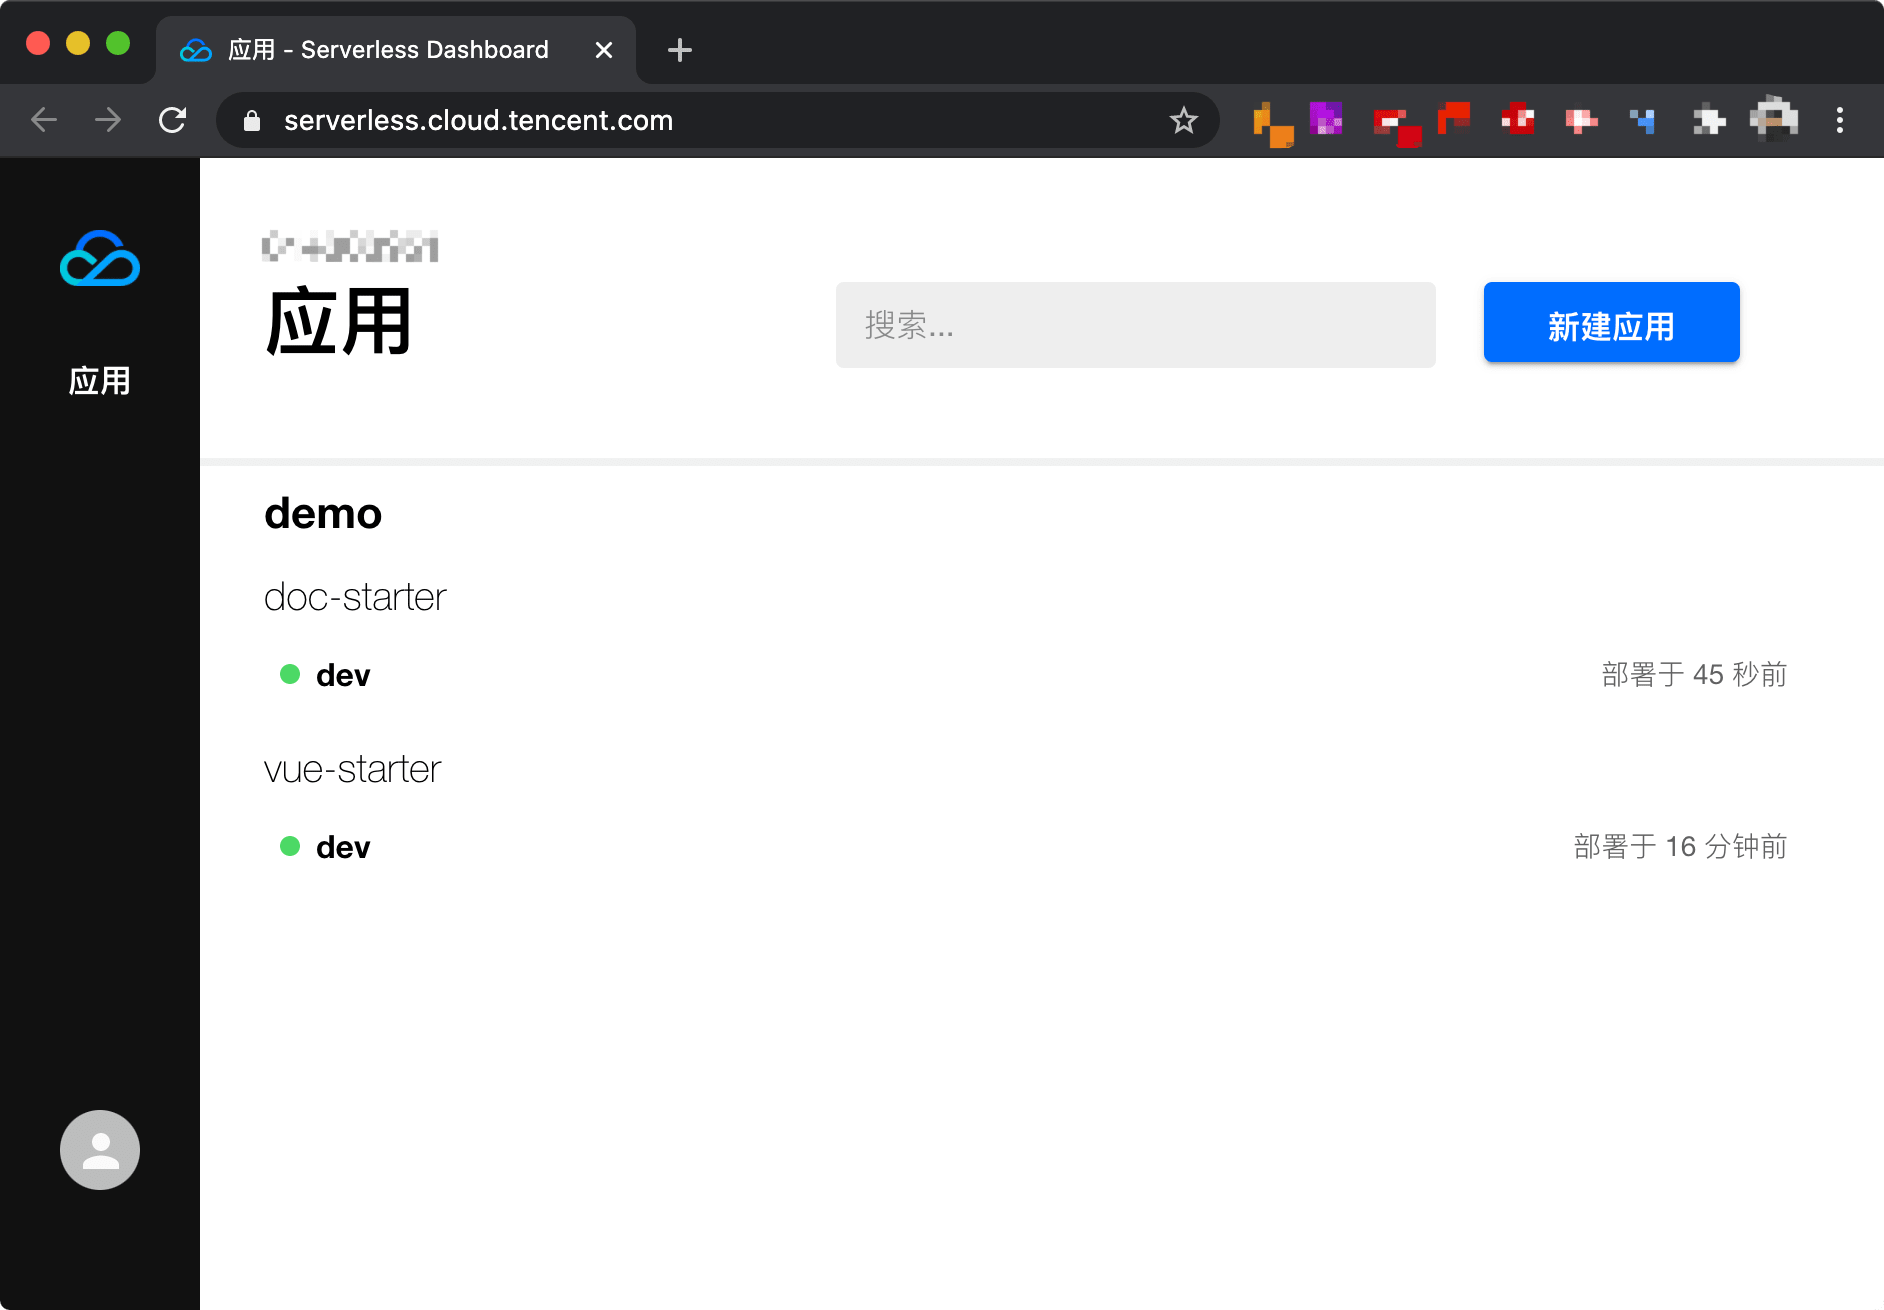 应用 - Serverless Dashboard
serverless.cloud.tencent.com
应用
应用
搜索...
新建应用
demo
doc-starter
dev
部署于 45 秒前
vue-starter
dev
部署于 16 分钟前